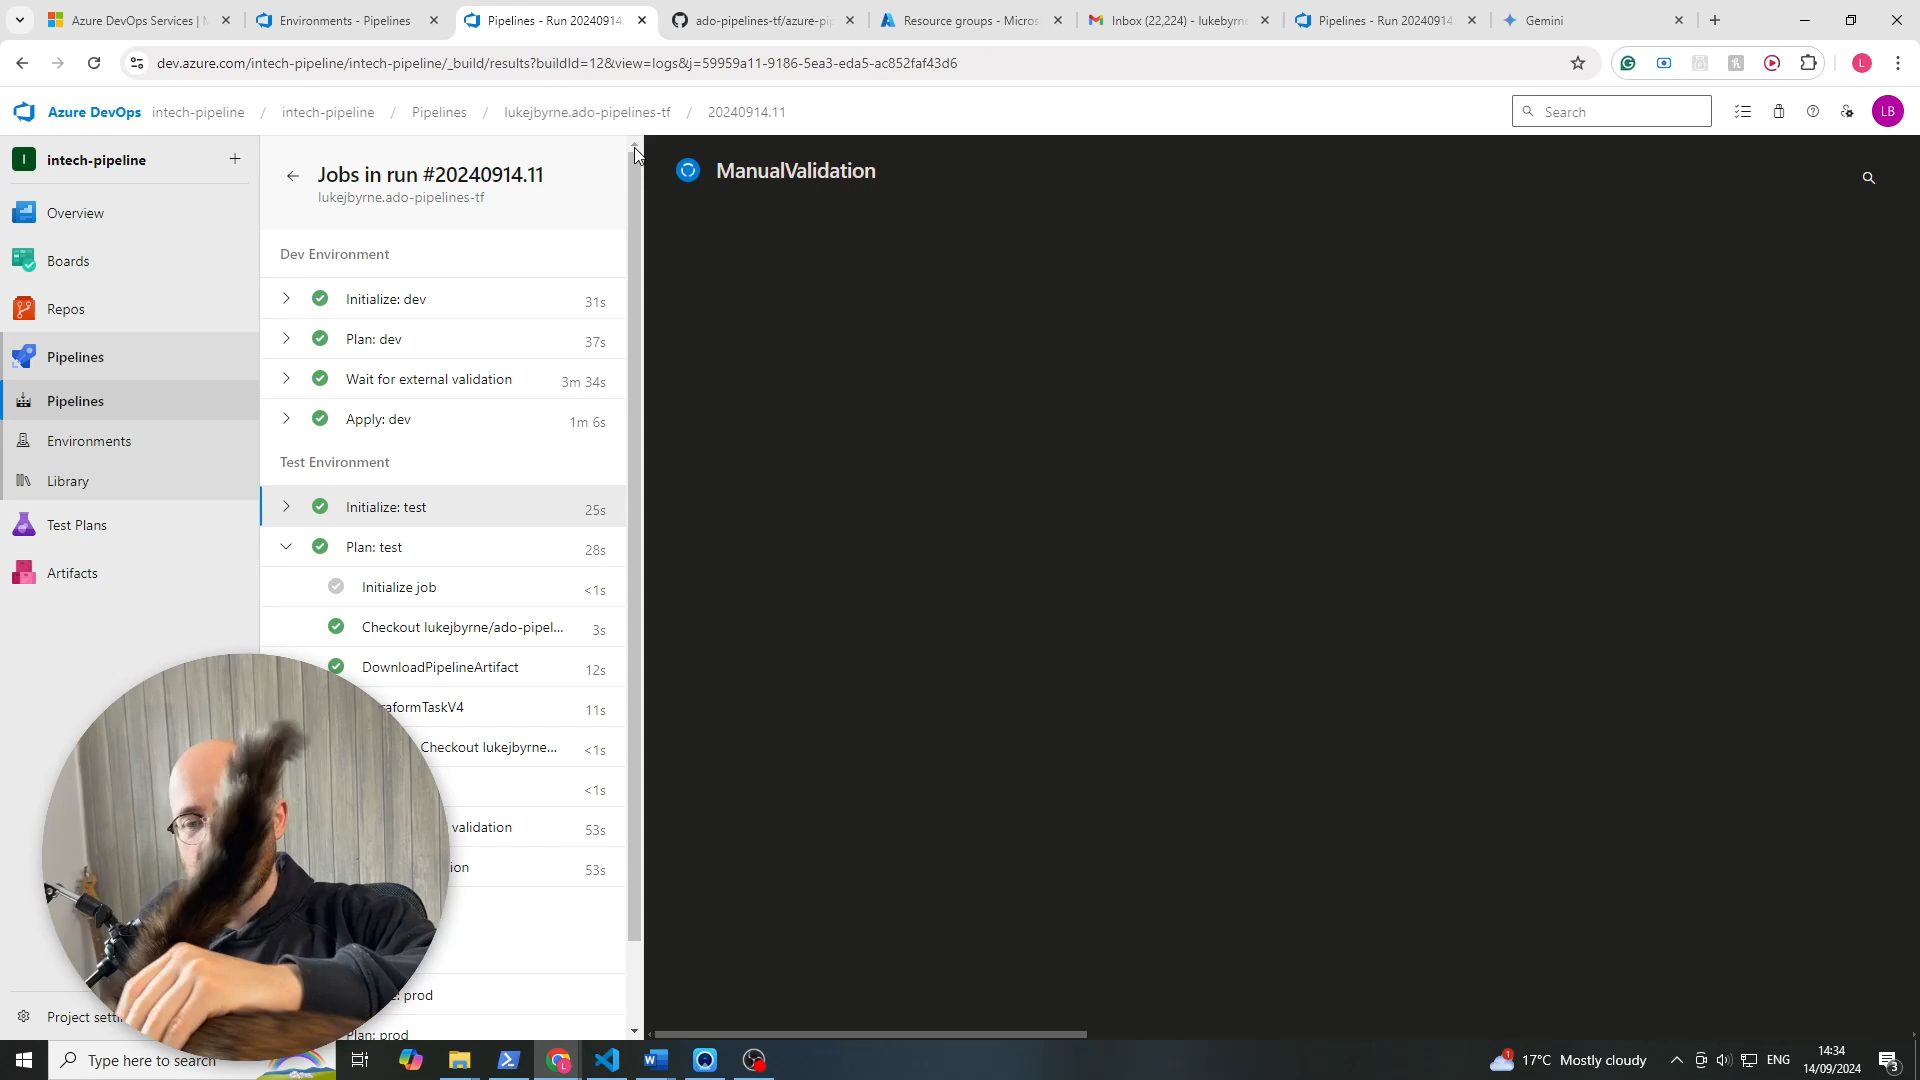 Azure DevOps Services | M
Environments - Pipelines
Pipelines - Run 20240914.
ado-pipelines-tf/azure-pip
Resource groups - Micros
Inbox (22,224) - lukebyrne
Pipelines - Run 20240914
Gemini
dev.azure.com/intech-pipeline/intech-pipeline/_build/results?buildId=12&view=logs&j=59959a11-9186-5ea3-eda5-ac852faf43d6
L
Azure DevOps intech-pipeline / intech-pipeline / Pipelines / lukejbyrne.ado-pipelines-tf / 20240914.11
Search
LB
I intech-pipeline
Overview
Boards
Repos
Pipelines
Pipelines
Environments
Library
Test Plans
Artifacts
Project setti
Jobs in run #20240914.11
lukejbyrne.ado-pipelines-tf
Dev Environment
Initialize: dev 31s
Plan: dev 37s
Wait for external validation 3m 34s
Apply: dev 1m 6s
Test Environment
Initialize: test 25s
Plan: test 28s
Initialize job <1s
Checkout lukejbyrne/ado-pipel... 3s
DownloadPipelineArtifact 12s
raformTaskV4 11s
Checkout lukejbyrne... <1s
<1s
validation 53s
ion 53s
e: prod
Plan: prod
ManualValidation
Type here to search
1
17°C Mostly cloudy
ENG
14:34
14/09/2024
3